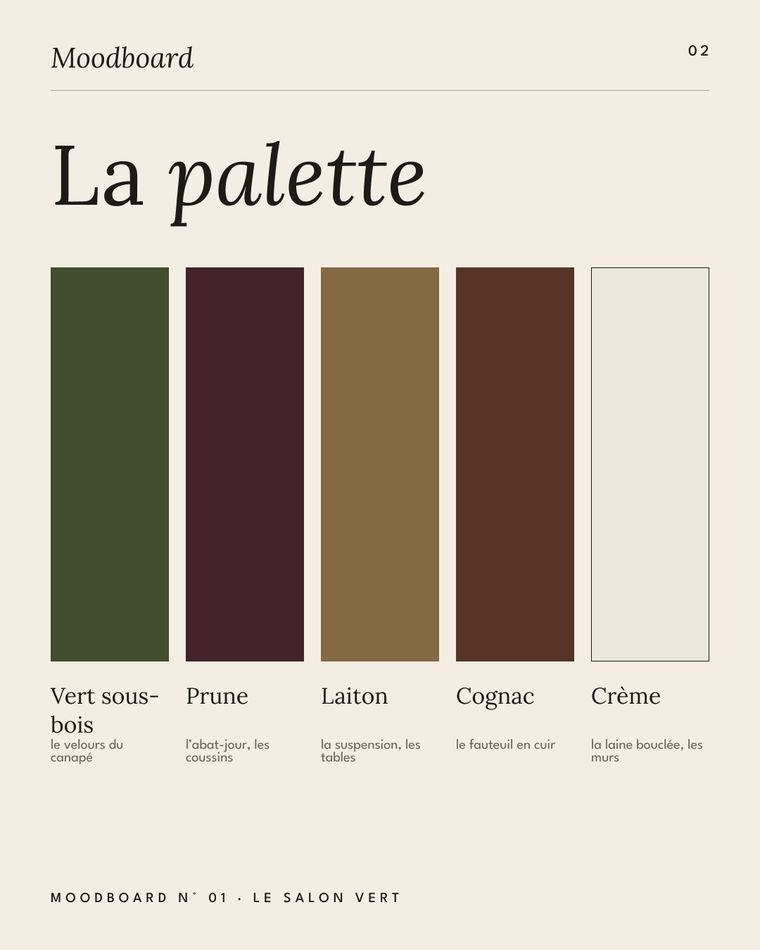 Moodboard
02
La palette
Vert sous-
bois
le velours du
canapé
Prune
l'abat-jour, les
coussins
Laiton
la suspension, les
tables
Cognac
le fauteuil en cuir
Crème
la laine bouclée, les
murs
MOODBOARD N° 01 · LE SALON VERT